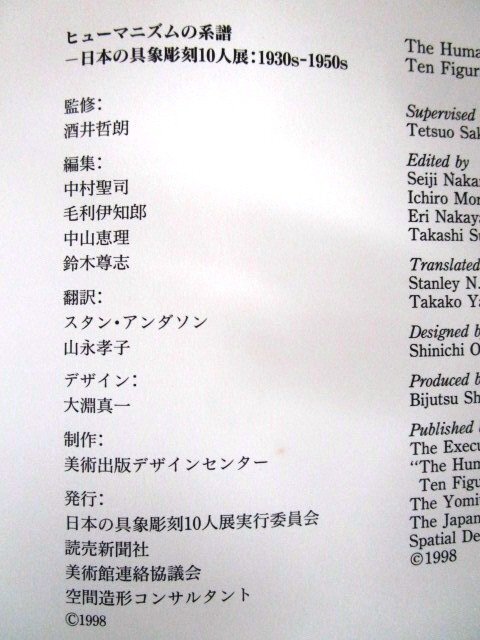 ヒューマニズムの系譜
－日本の具象彫刻10人展：1930s-1950s
監修：
酒井哲朗
編集：
中村聖司
毛利伊知郎
中山恵理
鈴木尊志
翻訳：
スタン・アンダソン
山永孝子
デザイン：
大淵真一
制作：
美術出版デザインセンター
発行：
日本の具象彫刻10人展実行委員会
読売新聞社
美術館連絡協議会
空間造形コンサルタント
©1998
The Huma
Ten Figur
Supervised
Tetsuo Sak
Edited by
Seiji Naka
Ichiro Mor
Eri Nakaya
Takashi Su
Translated
Stanley N.
Takako Ya
Designed b
Shinichi O
Produced b
Bijutsu Sh
Published
The Execu
"The Hum
Ten Figu
The Yomiu
The Japan
Spatial De
©1998